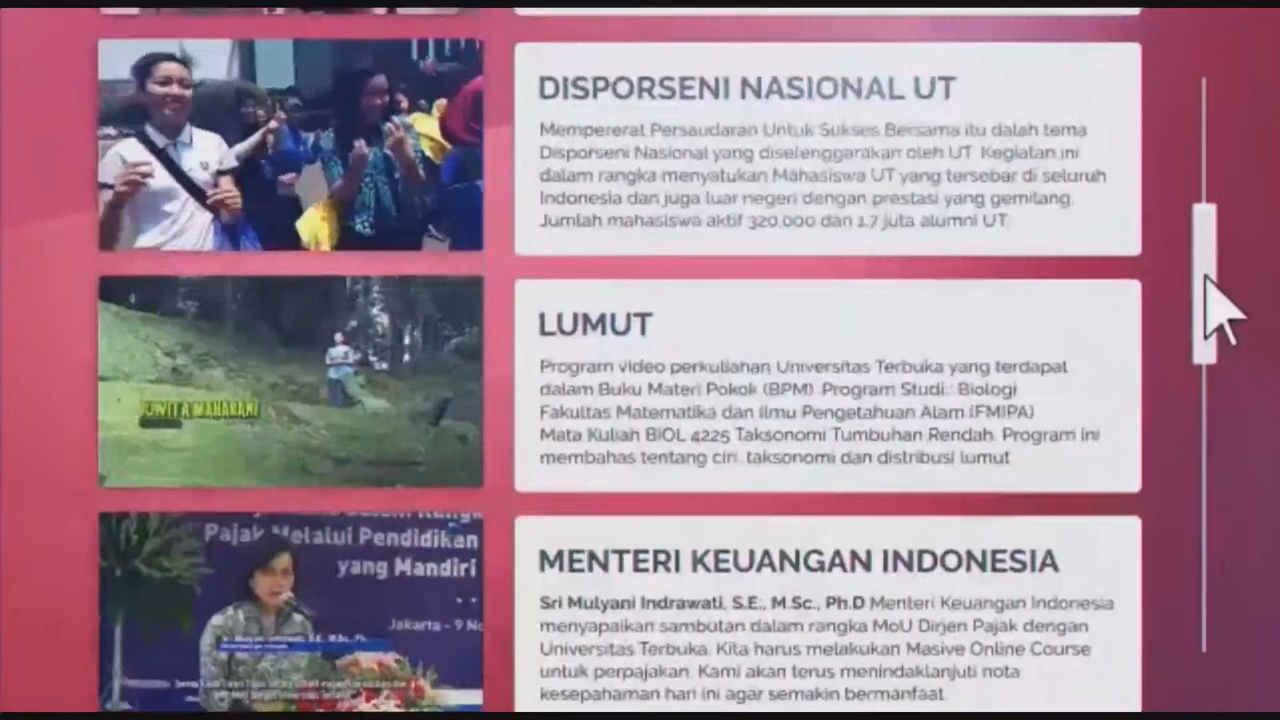 DISPORSENI NASIONAL UT
Mempererat Persaudaran Untuk Sukses Bersama itu dalah tema
Disporseni Nasional yang diselenggarakan oleh UT. Kegiatan ini
dalam rangka menyatukan Mahasiswa UT yang tersebar di seluruh
Indonesia dan juga luar negeri dengan prestasi yang gemilang.
Jumlah mahasiswa aktif 320.000 dan 1.7 juta alumni UT.
JUWITA MAHARANI
LUMUT
Program video perkuliahan Universitas Terbuka yang terdapat
dalam Buku Materi Pokok (BPM). Program Studi : Biologi
Fakultas Matematika dan Ilmu Pengetahuan Alam (FMIPA)
Mata Kuliah BIOL 4225 Taksonomi Tumbuhan Rendah. Program ini
membahas tentang ciri, taksonomi dan distribusi lumut.
Pajak Melalui Pendidikan
yang Mandiri
Jakarta - 9 No
MENTERI KEUANGAN INDONESIA
Sri Mulyani Indrawati, S.E., M.Sc., Ph.D Menteri Keuangan Indonesia
menyapaikan sambutan dalam rangka MoU Dirjen Pajak dengan
Universitas Terbuka. Kita harus melakukan Masive Online Course
untuk perpajakan. Kami akan terus menindaklanjuti nota
kesepahaman hari ini agar semakin bermanfaat.